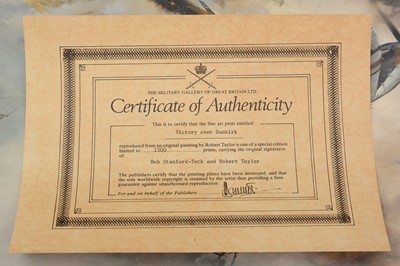 THE MILITARY GALLERY OF GREAT BRITAIN LTD.
Certificate of Authenticity
This is to certify that the fine art print entitled:
Victory over Dunkirk
reproduced from an original painting by Robert Taylor is one of a special edition
limited to 1500 prints, carrying the original signatures
of:
Bob Stanford-Tuck and Robert Taylor
The publishers certify that the printing plates have been destroyed, and that
the sole worldwide copyright is retained by the artist thus providing a firm
guarantee against unauthorised reproduction.
For and on behalf of the Publishers